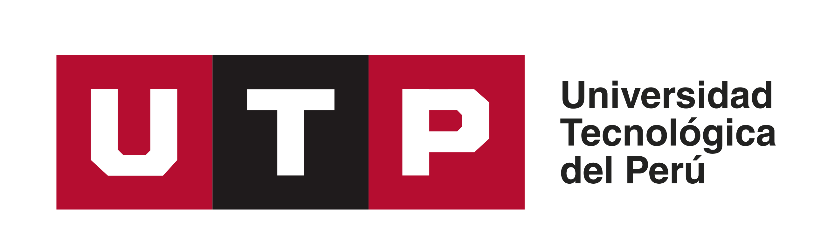 UTP
Universidad
Tecnológica
del Perú